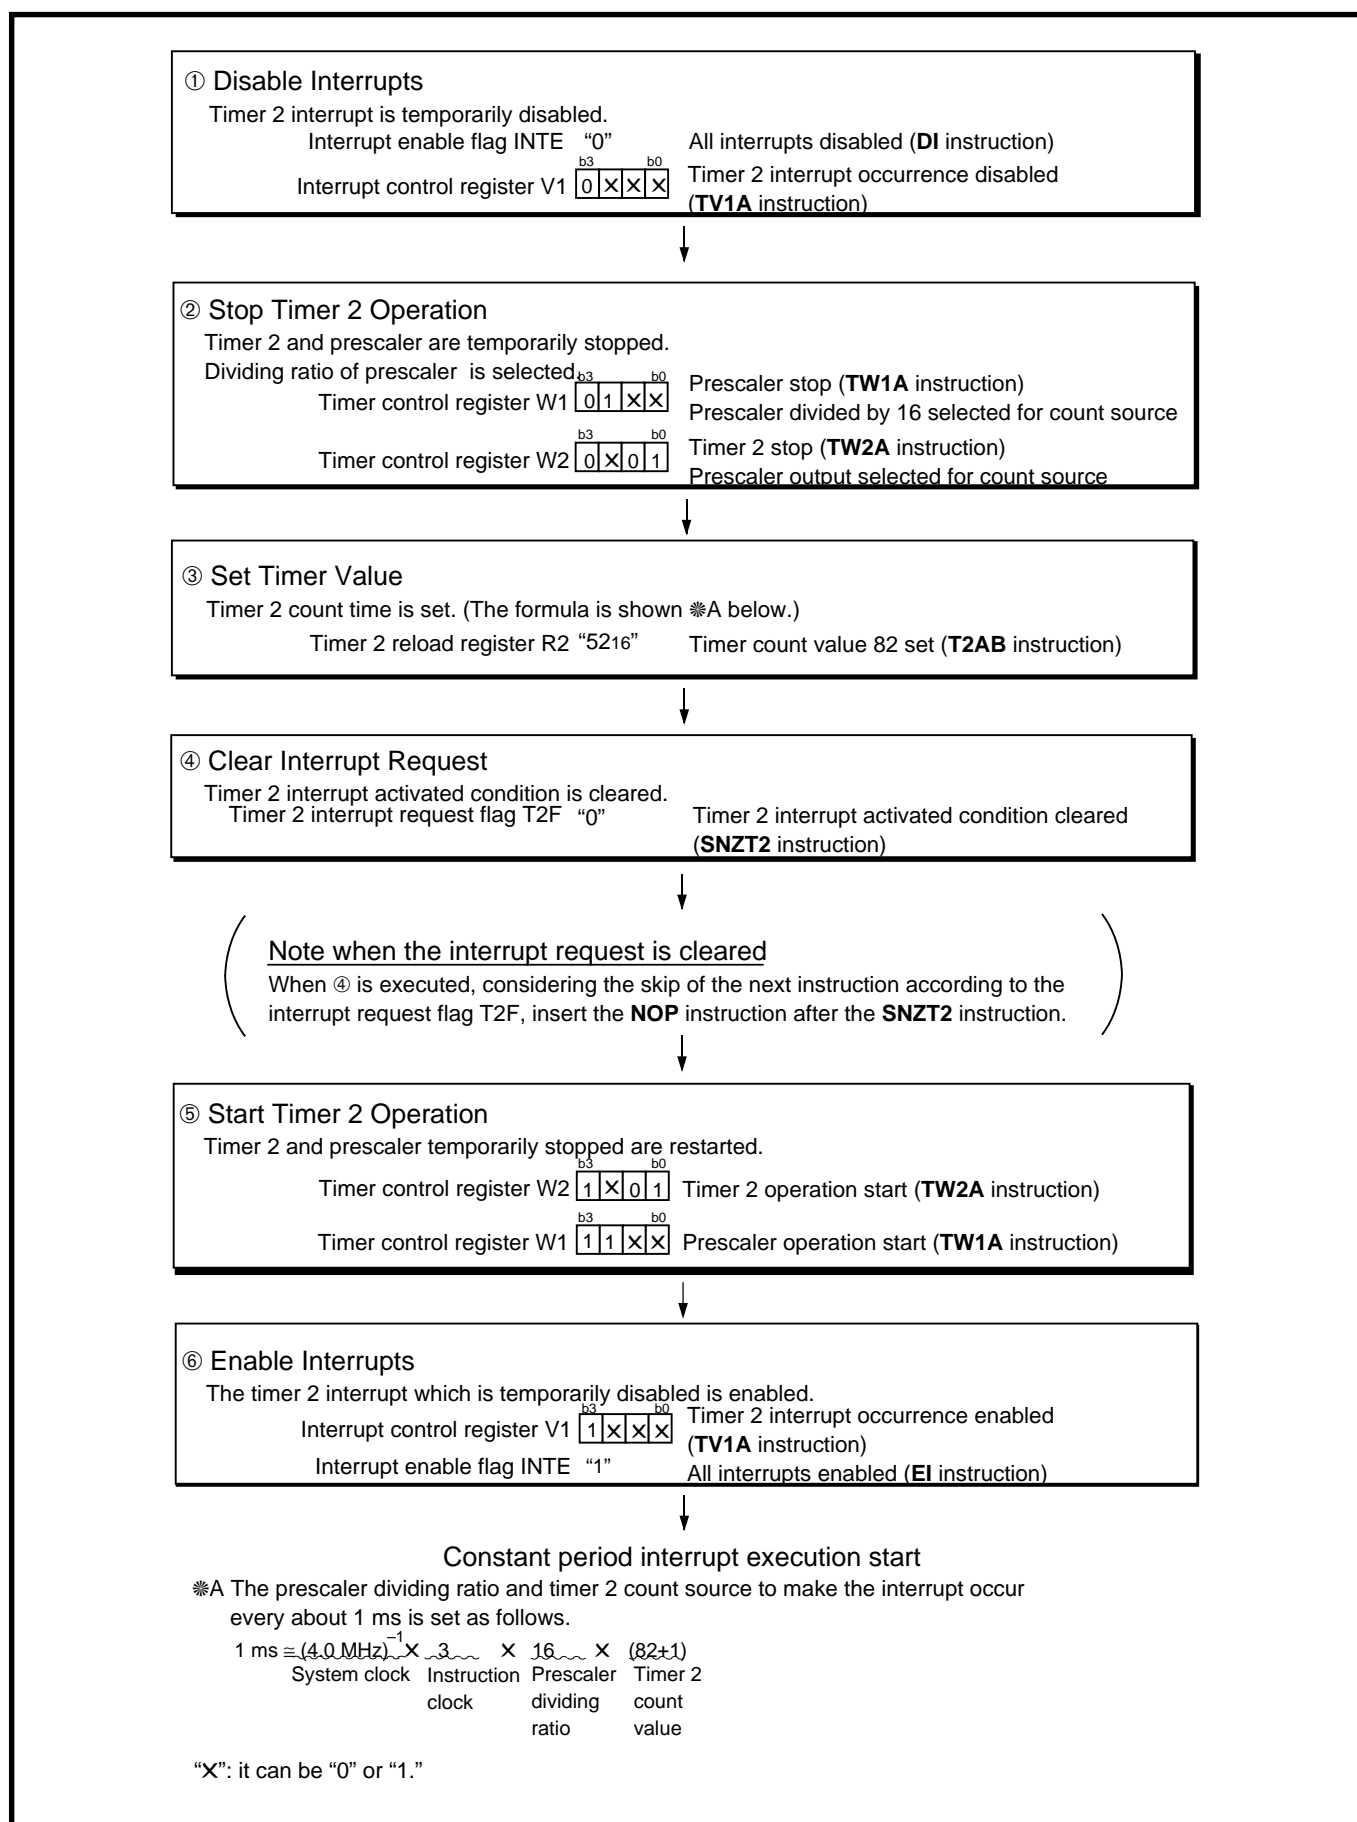 ① Disable Interrupts
Timer 2 interrupt is temporarily disabled.
Interrupt enable flag INTE “0” All interrupts disabled (DI instruction)
b3 b0
Interrupt control register V1 0 ✕ ✕ ✕ Timer 2 interrupt occurrence disabled
(TV1A instruction)
② Stop Timer 2 Operation
Timer 2 and prescaler are temporarily stopped.
Dividing ratio of prescaler is selected.
b3 b0
Timer control register W1 0 1 ✕ ✕ Prescaler stop (TW1A instruction)
Prescaler divided by 16 selected for count source
b3 b0
Timer control register W2 0 ✕ 0 1 Timer 2 stop (TW2A instruction)
Prescaler output selected for count source
③ Set Timer Value
Timer 2 count time is set. (The formula is shown ❊A below.)
Timer 2 reload register R2 “5216” Timer count value 82 set (T2AB instruction)
④ Clear Interrupt Request
Timer 2 interrupt activated condition is cleared.
Timer 2 interrupt request flag T2F “0” Timer 2 interrupt activated condition cleared
(SNZT2 instruction)
Note when the interrupt request is cleared
When ④ is executed, considering the skip of the next instruction according to the
interrupt request flag T2F, insert the NOP instruction after the SNZT2 instruction.
⑤ Start Timer 2 Operation
Timer 2 and prescaler temporarily stopped are restarted.
b3 b0
Timer control register W2 1 ✕ 0 1 Timer 2 operation start (TW2A instruction)
b3 b0
Timer control register W1 1 1 ✕ ✕ Prescaler operation start (TW1A instruction)
⑥ Enable Interrupts
The timer 2 interrupt which is temporarily disabled is enabled.
b3 b0
Interrupt control register V1 1 ✕ ✕ ✕ Timer 2 interrupt occurrence enabled
(TV1A instruction)
Interrupt enable flag INTE “1” All interrupts enabled (EI instruction)
Constant period interrupt execution start
❊A The prescaler dividing ratio and timer 2 count source to make the interrupt occur
every about 1 ms is set as follows.
1 ms ≅ (4.0 MHz)–1 ✕ 3 ✕ 16 ✕ (82+1)
System clock Instruction Prescaler Timer 2
clock dividing count
ratio value
“✕”: it can be “0” or “1.”